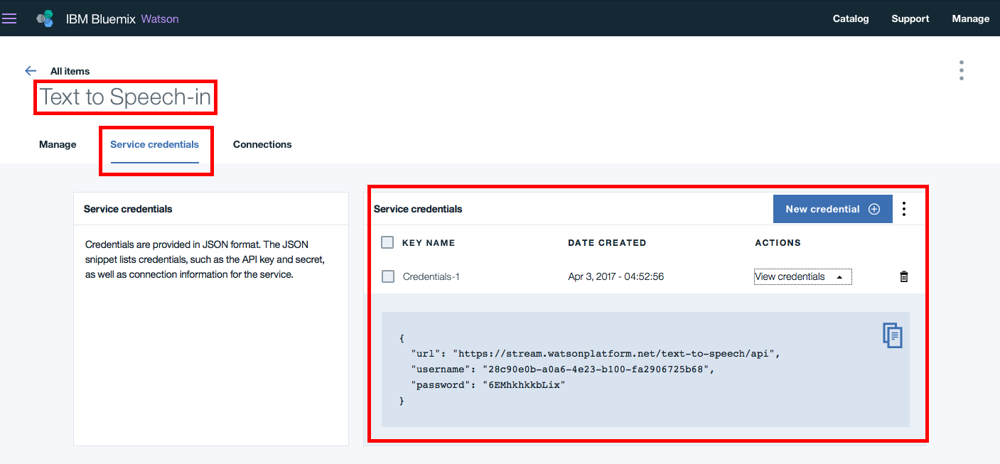 IBM Bluemix Watson
Catalog Support Manage
All items
Text to Speech-in
Manage Service credentials Connections
Service credentials
Credentials are provided in JSON format. The JSON
snippet lists credentials, such as the API key and secret,
as well as connection information for the service.
Service credentials New credential
KEY NAME DATE CREATED ACTIONS
Credentials-1 Apr 3, 2017 - 04:52:56 View credentials
{
"url": "https://stream.watsonplatform.net/text-to-speech/api",
"username": "28c90e0b-a0a6-4e23-b100-fa2906725b68",
"password": "6EMhkhkkbLix"
}